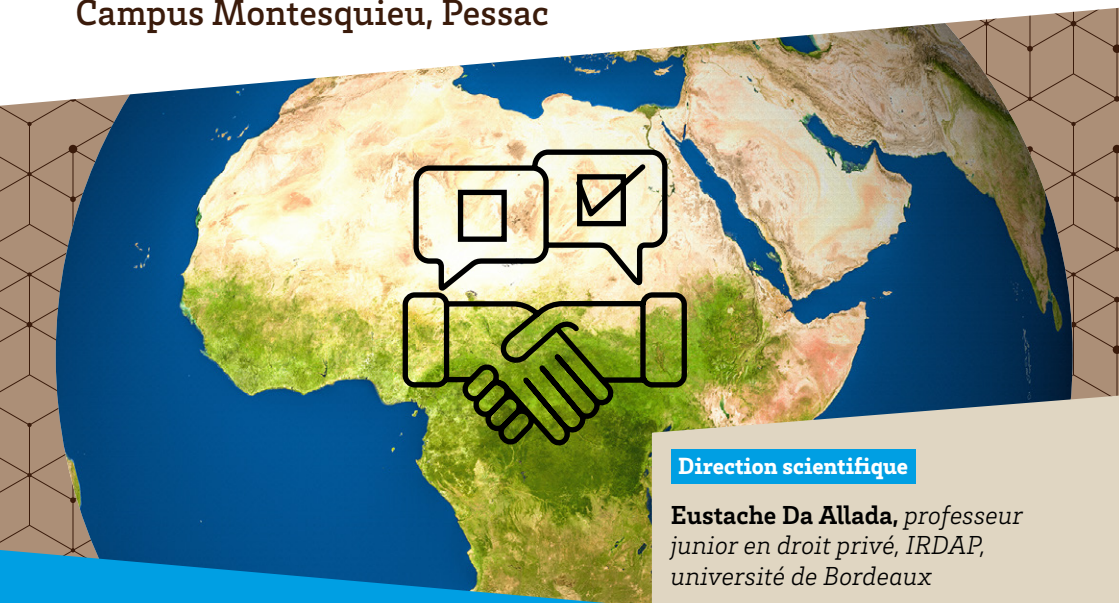 Campus Montesquieu, Pessac
Direction scientifique
Eustache Da Allada, professeur
junior en droit privé, IRDAP,
université de Bordeaux